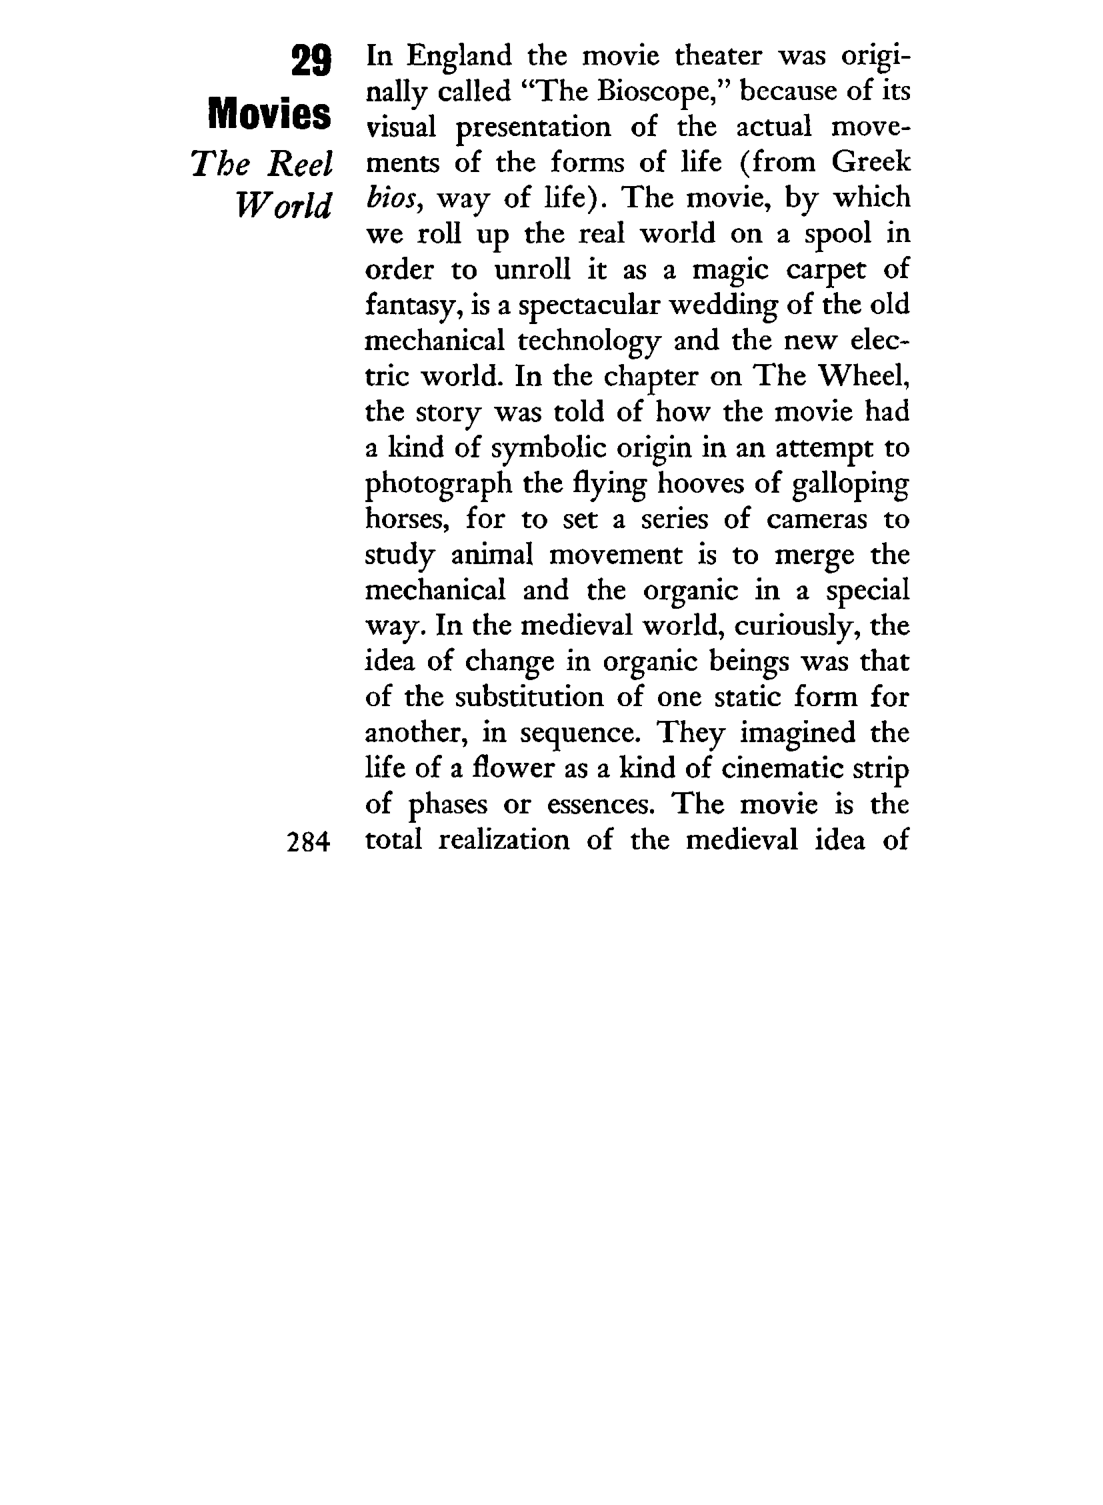 29
Movies
The Reel
World
In England the movie theater was origi-
nally called “The Bioscope,” because of its
visual presentation of the actual move-
ments of the forms of life (from Greek
bios, way of life). The movie, by which
we roll up the real world on a spool in
order to unroll it as a magic carpet of
fantasy, is a spectacular wedding of the old
mechanical technology and the new elec-
tric world. In the chapter on The Wheel,
the story was told of how the movie had
a kind of symbolic origin in an attempt to
photograph the flying hooves of galloping
horses, for to set a series of cameras to
study animal movement is to merge the
mechanical and the organic in a special
way. In the medieval world, curiously, the
idea of change in organic beings was that
of the substitution of one static form for
another, in sequence. They imagined the
life of a flower as a kind of cinematic strip
of phases or essences. The movie is the
total realization of the medieval idea of
284